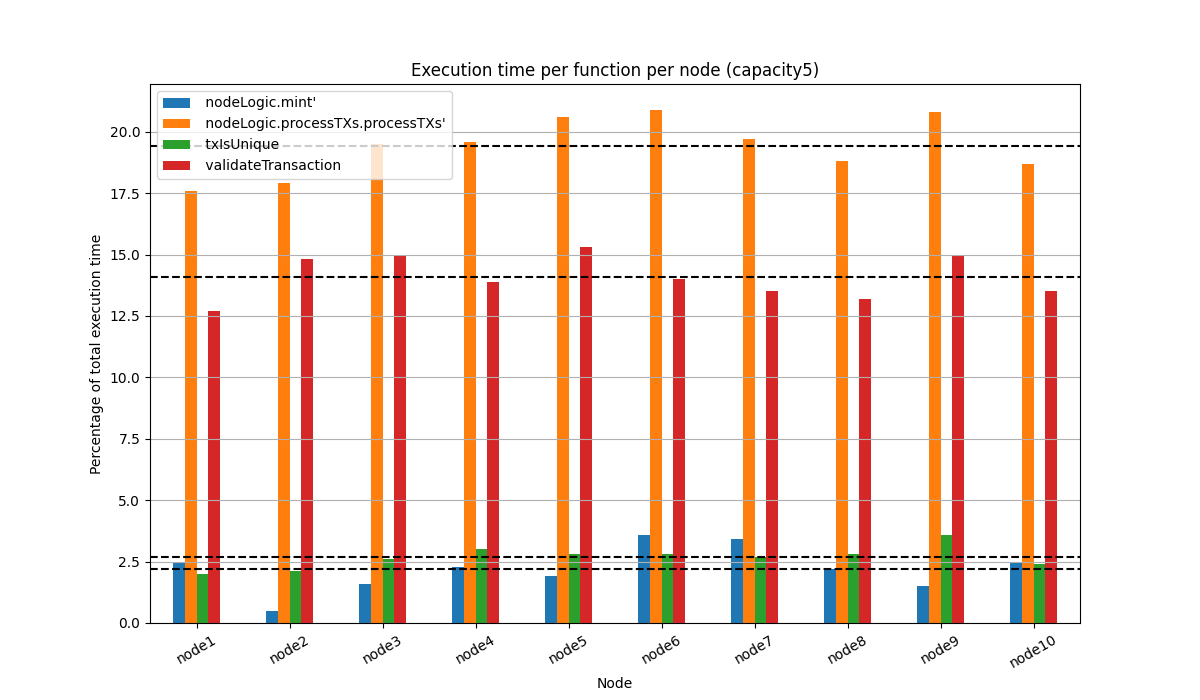 Execution time per function per node (capacity5)
nodeLogic.mint'
nodeLogic.processTXs.processTXs'
txIsUnique
validateTransaction
Percentage of total execution time
20.0
17.5
15.0
12.5
10.0
7.5
5.0
2.5
0.0
node1 node2 node3 node4 node5 node6 node7 node8 node9 node10
Node